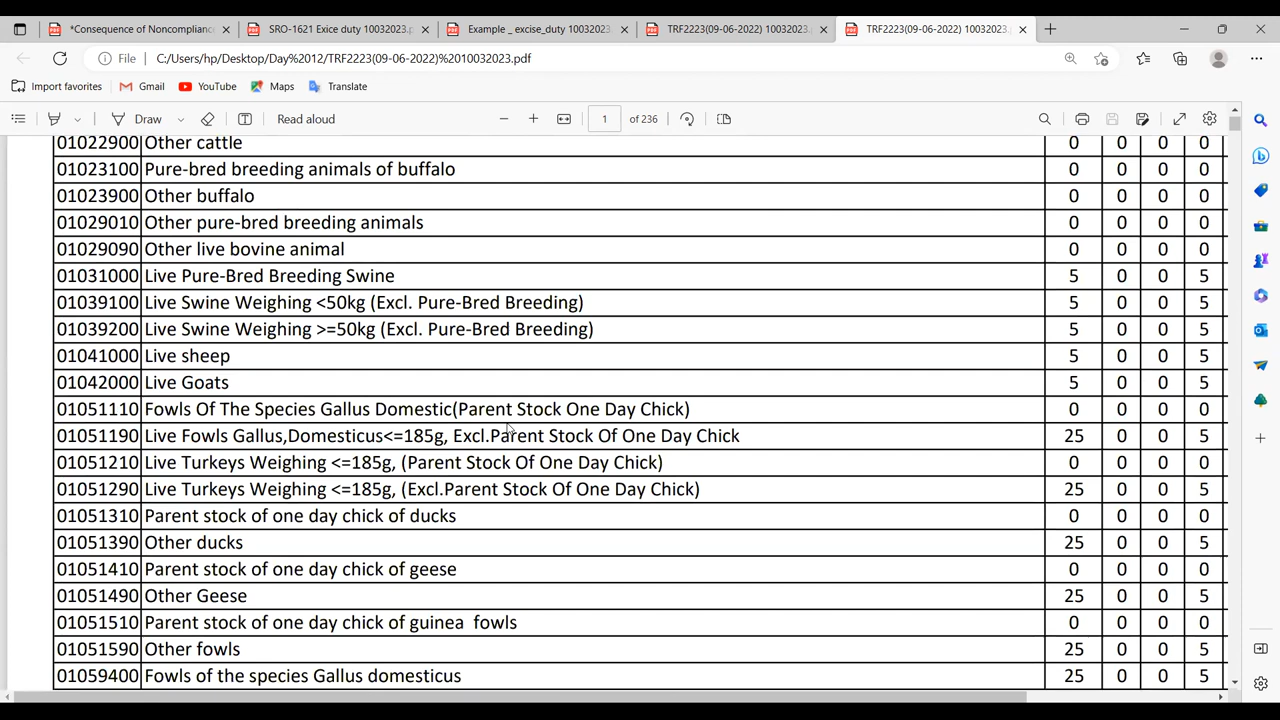 *Consequence of Noncomplianc
SRO-1621 Exice duty 10032023.p
Example _ excise_duty 10032023.
TRF2223(09-06-2022) 10032023.p
TRF2223(09-06-2022) 10032023.p
File C:/Users/hp/Desktop/Day%2012/TRF2223(09-06-2022)%2010032023.pdf
Import favorites Gmail YouTube Maps Translate
Draw Read aloud 1 of 236
01022900 Other cattle 0 0 0 0
01023100 Pure-bred breeding animals of buffalo 0 0 0 0
01023900 Other buffalo 0 0 0 0
01029010 Other pure-bred breeding animals 0 0 0 0
01029090 Other live bovine animal 0 0 0 0
01031000 Live Pure-Bred Breeding Swine 5 0 0 5
01039100 Live Swine Weighing <50kg (Excl. Pure-Bred Breeding) 5 0 0 5
01039200 Live Swine Weighing >=50kg (Excl. Pure-Bred Breeding) 5 0 0 5
01041000 Live sheep 5 0 0 5
01042000 Live Goats 5 0 0 5
01051110 Fowls Of The Species Gallus Domestic(Parent Stock One Day Chick) 0 0 0 0
01051190 Live Fowls Gallus,Domesticus<=185g, Excl.Parent Stock Of One Day Chick 25 0 0 5
01051210 Live Turkeys Weighing <=185g, (Parent Stock Of One Day Chick) 0 0 0 0
01051290 Live Turkeys Weighing <=185g, (Excl.Parent Stock Of One Day Chick) 25 0 0 5
01051310 Parent stock of one day chick of ducks 0 0 0 0
01051390 Other ducks 25 0 0 5
01051410 Parent stock of one day chick of geese 0 0 0 0
01051490 Other Geese 25 0 0 5
01051510 Parent stock of one day chick of guinea fowls 0 0 0 0
01051590 Other fowls 25 0 0 5
01059400 Fowls of the species Gallus domesticus 25 0 0 5